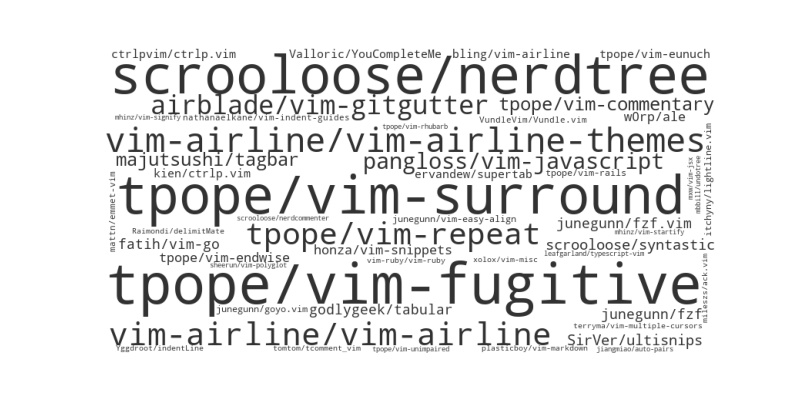 ctrlpvim/ctrlp.vim
Valloric/YouCompleteMe
bling/vim-airline
tpope/vim-eunuch
scrooloose/nerdtree
airblade/vim-gitgutter
tpope/vim-commentary
mhinz/vim-signify
nathanaelkane/vim-indent-guides
VundleVim/Vundle.vim
w0rp/ale
tpope/vim-rhubarb
vim-airline/vim-airline-themes
itchyny/lightline.vim
majutsushi/tagbar
pangloss/vim-javascript
mxw/vim-jsx
mbbill/undotree
kien/ctrlp.vim
ervandew/supertab
tpope/vim-rails
mattn/emmet-vim
tpope/vim-surround
scrooloose/nerdcommenter
junegunn/vim-easy-align
junegunn/fzf.vim
Raimondi/delimitMate
tpope/vim-repeat
mhinz/vim-startify
fatih/vim-go
honza/vim-snippets
scrooloose/syntastic
tpope/vim-endwise
leafgarland/typescript-vim
sheerun/vim-polyglot
vim-ruby/vim-ruby
xolox/vim-misc
mileszs/ack.vim
tpope/vim-fugitive
junegunn/goyo.vim
godlygeek/tabular
junegunn/fzf
vim-airline/vim-airline
terryma/vim-multiple-cursors
SirVer/ultisnips
Yggdroot/indentLine
tomtom/tcomment_vim
tpope/vim-unimpaired
plasticboy/vim-markdown
jiangmiao/auto-pairs